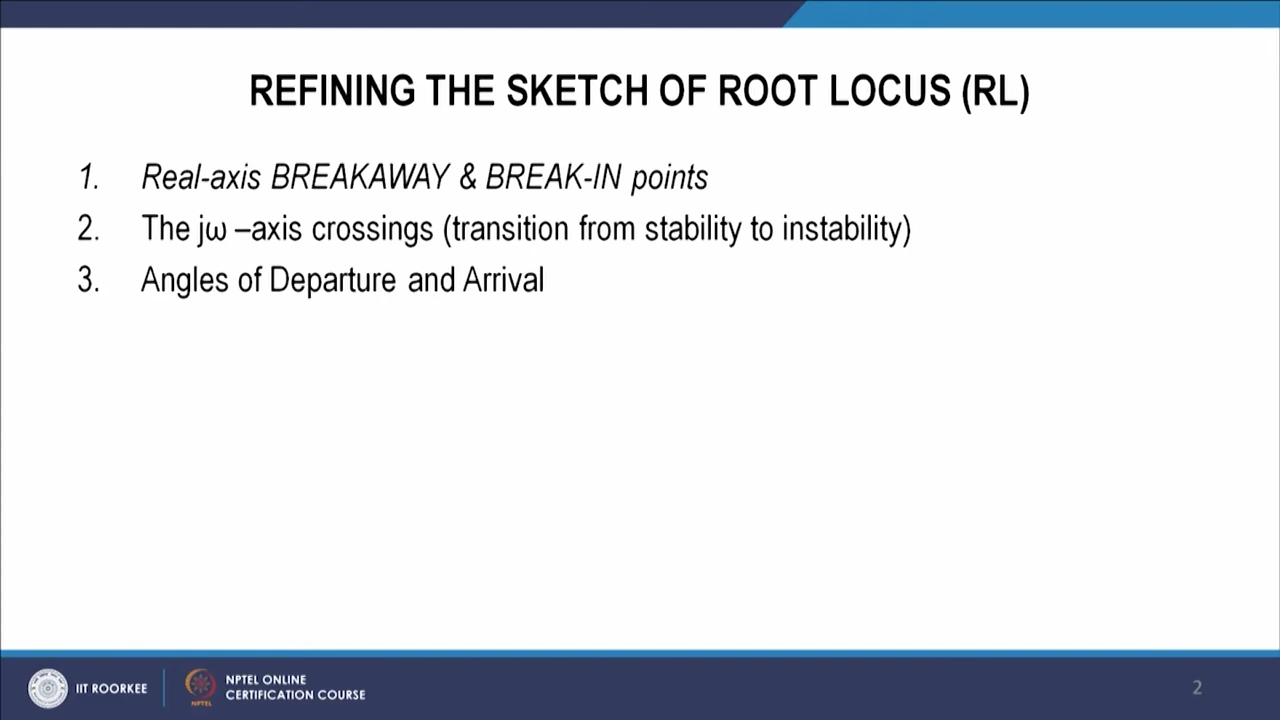 REFINING THE SKETCH OF ROOT LOCUS (RL)
1. Real-axis BREAKAWAY & BREAK-IN points
2. The jω –axis crossings (transition from stability to instability)
3. Angles of Departure and Arrival
IIT ROORKEE
NPTEL
NPTEL ONLINE
CERTIFICATION COURSE
2